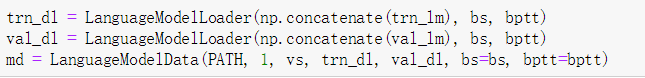 trn_dl = LanguageModelLoader(np.concatenate(trn_lm), bs, bptt)
val_dl = LanguageModelLoader(np.concatenate(val_lm), bs, bptt)
md = LanguageModelData(PATH, 1, vs, trn_dl, val_dl, bs=bs, bptt=bptt)